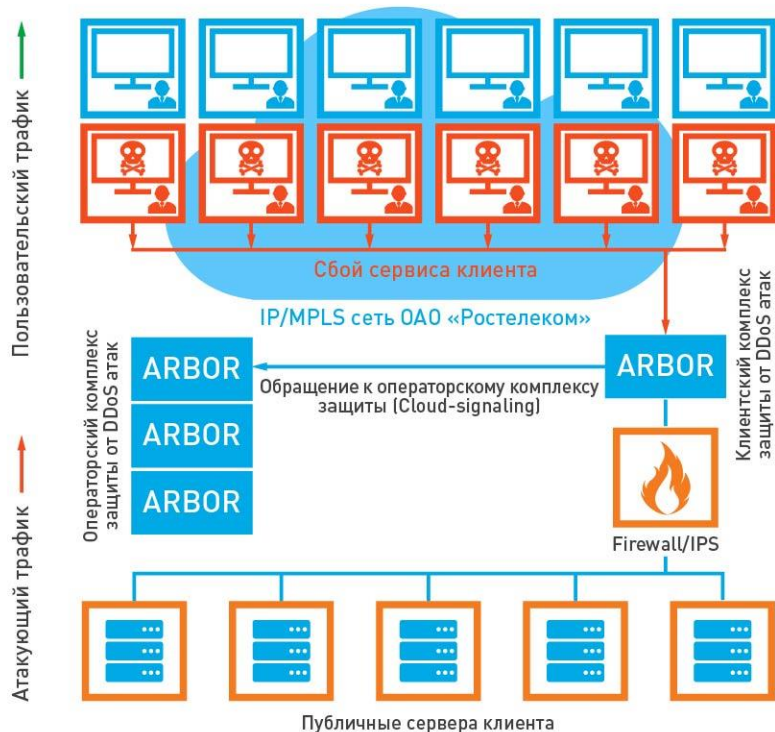 Пользовательский трафик
Атакующий трафик
Сбой сервиса клиента
IP/MPLS сеть ОАО «Ростелеком»
Операторский комплекс
защиты от DDoS атак
ARBOR
ARBOR
ARBOR
Обращение к операторскому комплексу
защиты (Cloud-signaling)
ARBOR
Клиентский комплекс
защиты от DDoS атак
Firewall/IPS
Публичные сервера клиента